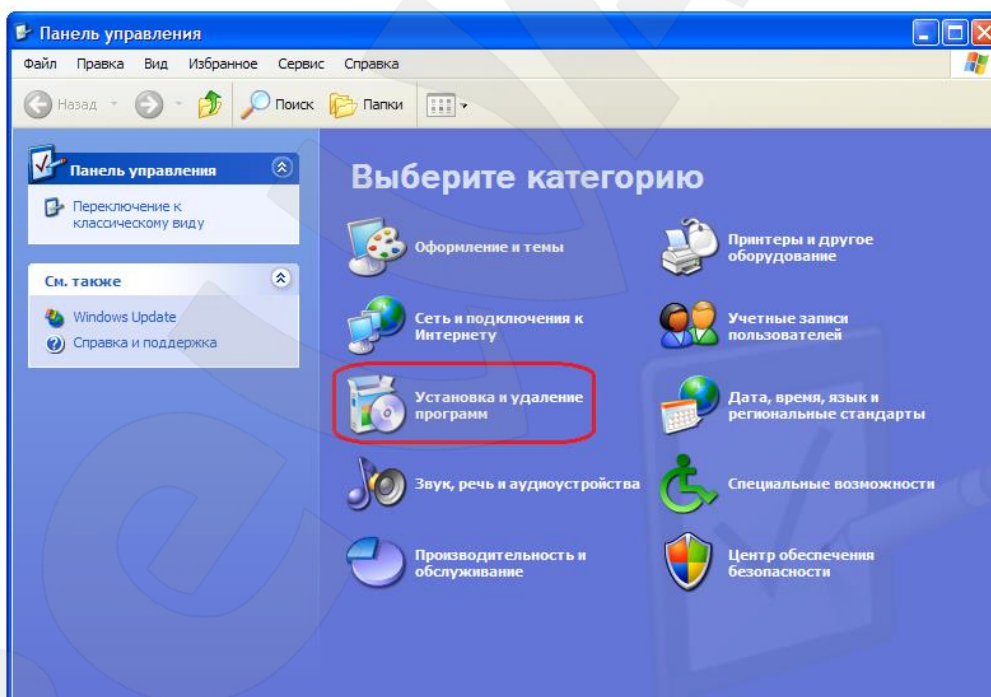 Панель управления
Файл Правка Вид Избранное Сервис Справка
Назад Поиск Папки
Панель управления
Переключение к
классическому виду
См. также
Windows Update
Справка и поддержка
Выберите категорию
Оформление и темы
Принтеры и другое
оборудование
Сеть и подключения к
Интернету
Учетные записи
пользователей
Установка и удаление
программ
Дата, время, язык и
региональные стандарты
Звук, речь и аудиоустройства
Специальные возможности
Производительность и
обслуживание
Центр обеспечения
безопасности